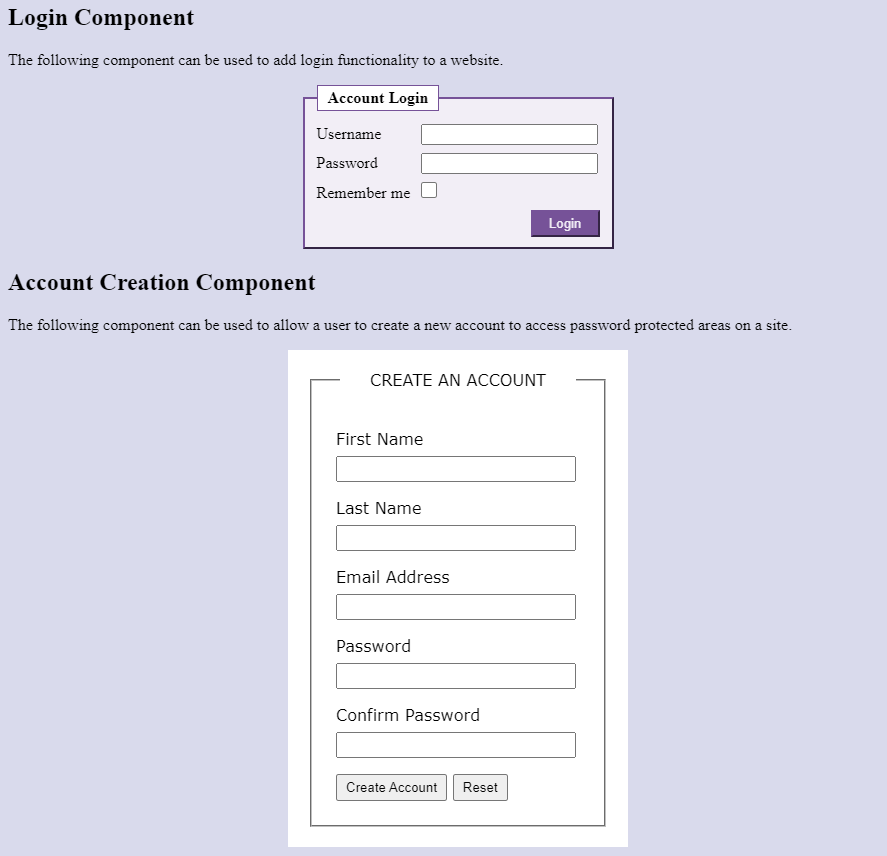 Login Component
The following component can be used to add login functionality to a website.
Account Login
Username
Password
Remember me
Login
Account Creation Component
The following component can be used to allow a user to create a new account to access password protected areas on a site.
CREATE AN ACCOUNT
First Name
Last Name
Email Address
Password
Confirm Password
Create Account Reset